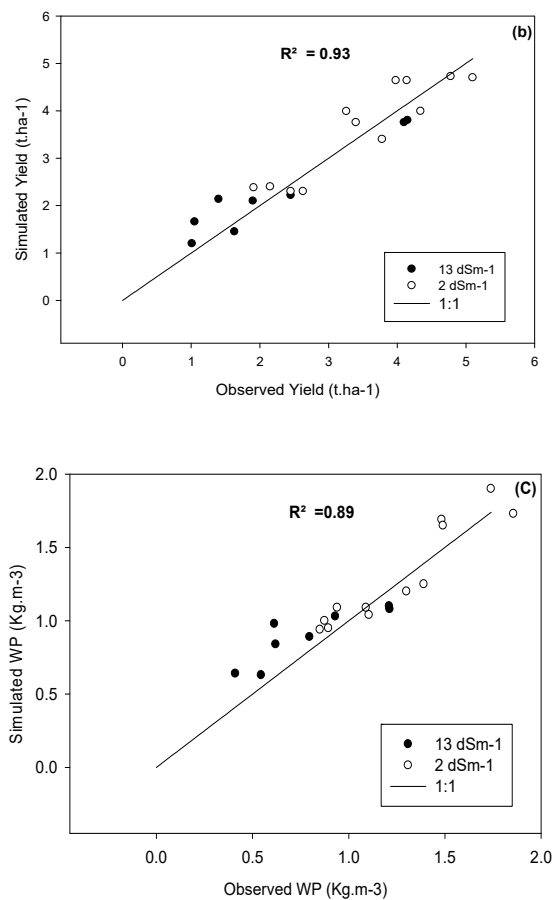 (b)
R² = 0.93
6
5
4
3
2
1
0
Simulated Yield (t.ha-1)
13 dSm-1
2 dSm-1
1:1
0 1 2 3 4 5 6
Observed Yield (t.ha-1)
(C)
R² =0.89
2.0
1.5
1.0
0.5
0.0
Simulated WP (Kg.m-3)
13 dSm-1
2 dSm-1
1:1
0.0 0.5 1.0 1.5 2.0
Observed WP (Kg.m-3)